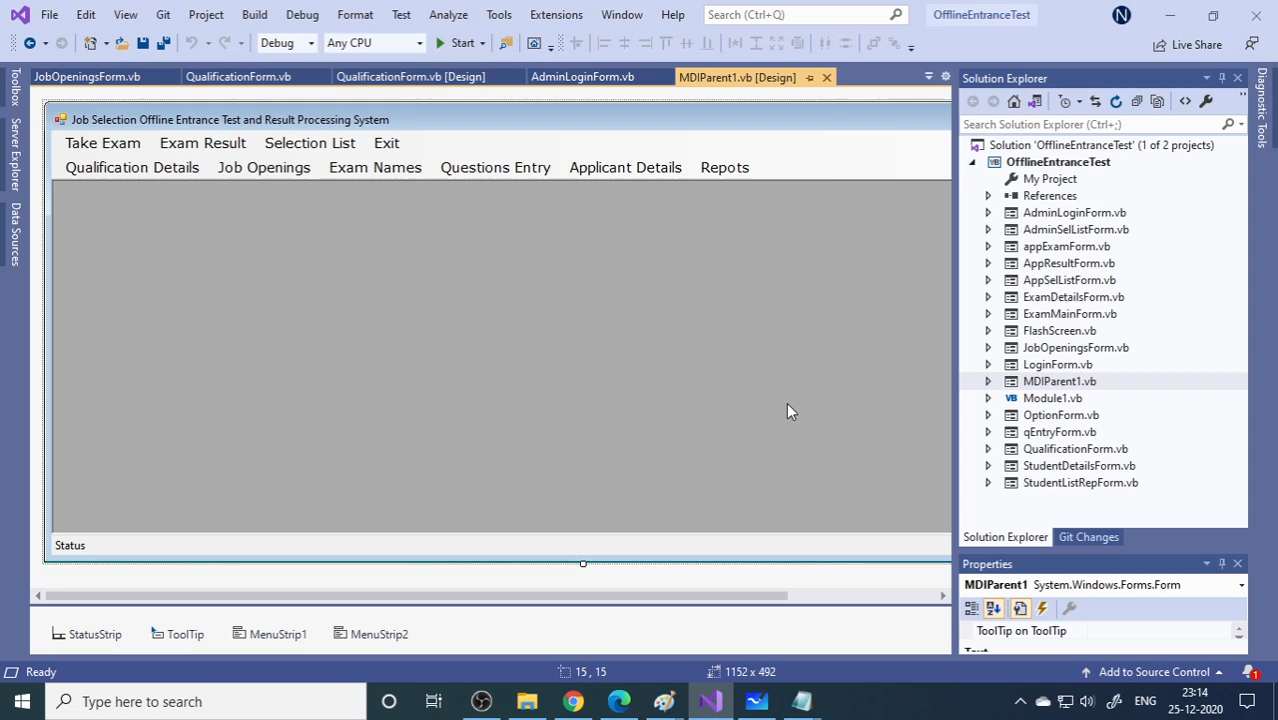 File Edit View Git Project Build Debug Format Test Analyze Tools Extensions Window Help Search (Ctrl+Q) OfflineEntranceTest N
Debug Any CPU Start Live Share
JobOpeningsForm.vb QualificationForm.vb QualificationForm.vb [Design] AdminLoginForm.vb MDIParent1.vb [Design]
Toolbox
Server Explorer
Data Sources
Job Selection Offline Entrance Test and Result Processing System
Take Exam Exam Result Selection List Exit
Qualification Details Job Openings Exam Names Questions Entry Applicant Details Repots
Status
StatusStrip ToolTip MenuStrip1 MenuStrip2
Solution Explorer
Search Solution Explorer (Ctrl+;)
Solution 'OfflineEntranceTest' (1 of 2 projects)
VB OfflineEntranceTest
My Project
References
AdminLoginForm.vb
AdminSelListForm.vb
appExamForm.vb
AppResultForm.vb
AppSelListForm.vb
ExamDetailsForm.vb
ExamMainForm.vb
FlashScreen.vb
JobOpeningsForm.vb
LoginForm.vb
MDIParent1.vb
VB Module1.vb
OptionForm.vb
qEntryForm.vb
QualificationForm.vb
StudentDetailsForm.vb
StudentListRepForm.vb
Solution Explorer Git Changes
Properties
MDIParent1 System.Windows.Forms.Form
ToolTip on ToolTip
Diagnostic Tools
Ready 15 , 15 1152 x 492 Add to Source Control 1
Type here to search ENG 23:14
25-12-2020